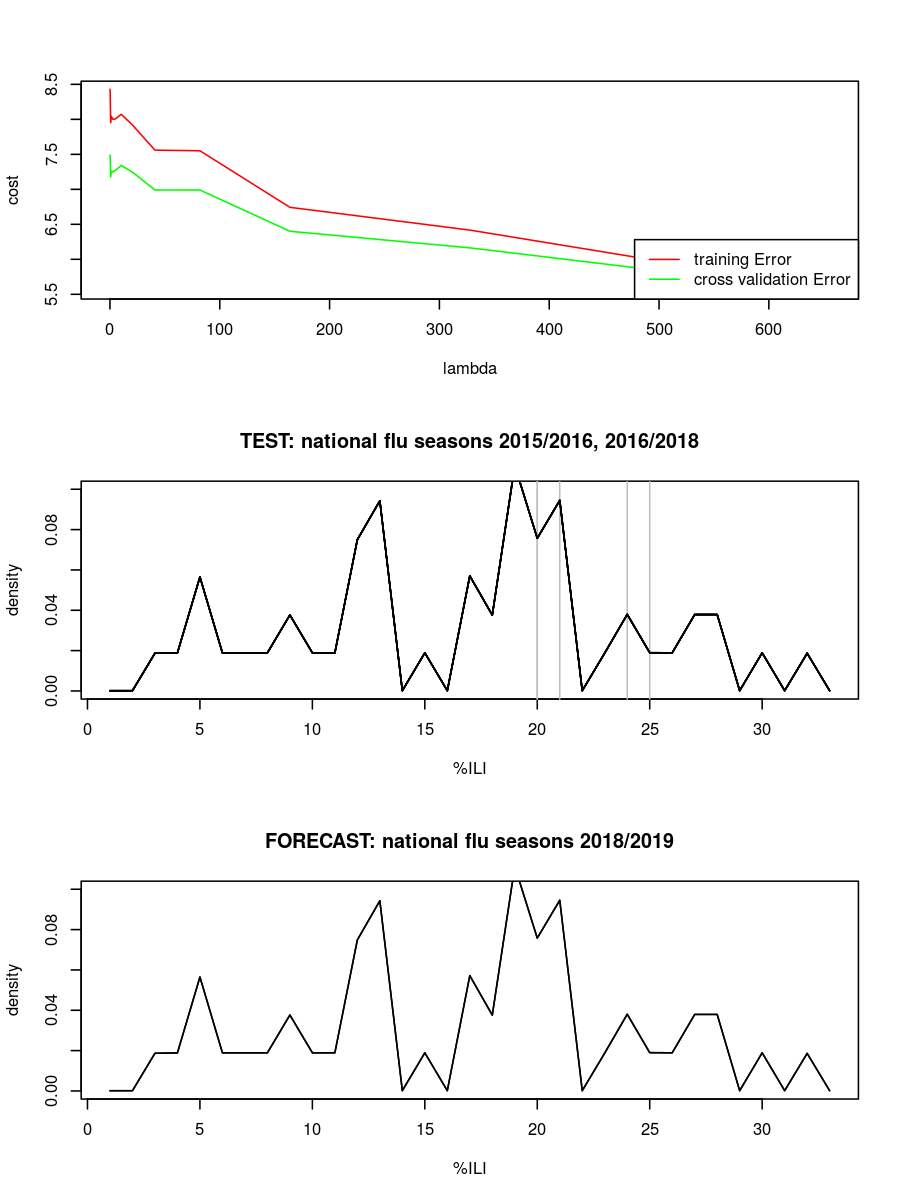 8.5
7.5
6.5
5.5
cost
training Error
cross validation Error
0 100 200 300 400 500 600
lambda
TEST: national flu seasons 2015/2016, 2016/2018
0.08
0.04
0.00
density
0 5 10 15 20 25 30
%ILI
FORECAST: national flu seasons 2018/2019
0.08
0.04
0.00
density
0 5 10 15 20 25 30
%ILI